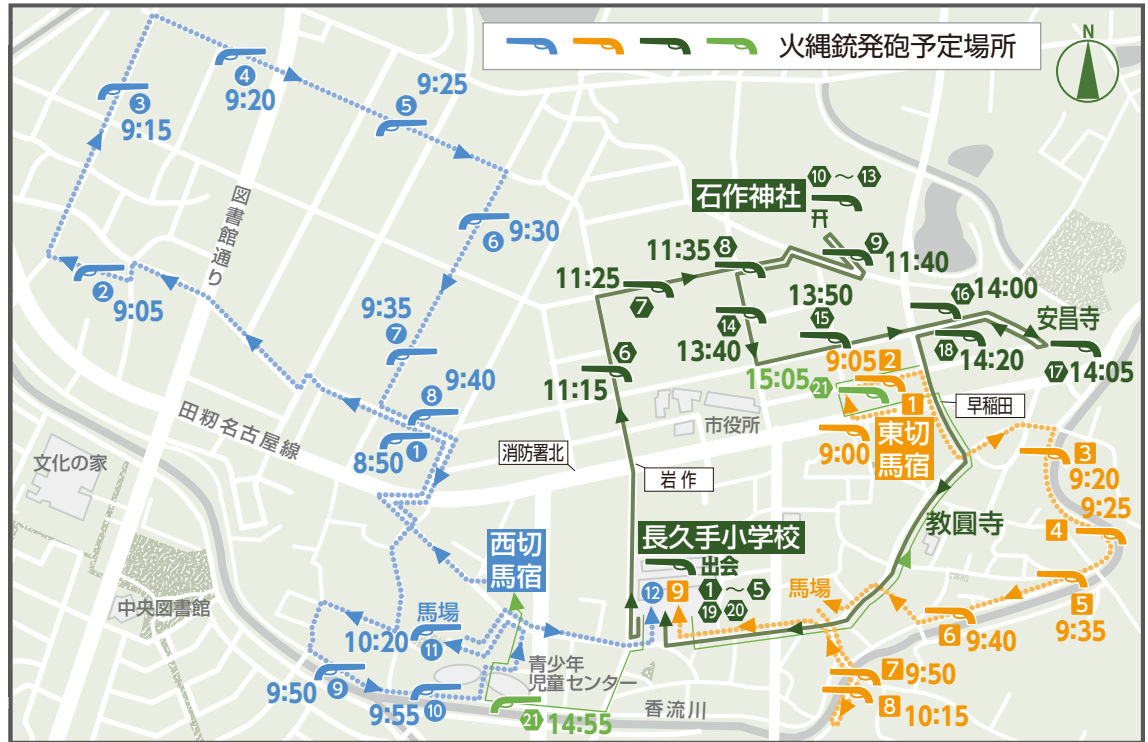 火縄銃発砲予定場所
N
④
9:20
9:25
⑤
③
9:15
図書館通り
⑥
9:30
②
9:05
9:35
⑦
9:40
⑧
①
8:50
田籾名古屋線
文化の家
中央図書館
消防署北
岩作
市役所
石作神社
⑩～⑬
11:35
⑧
⑨
11:40
11:25
⑦
⑥
11:15
⑭
13:40
13:50
⑮
⑯
14:00
安昌寺
⑱
14:20
⑰
14:05
9:05
2
15:05
㉑
1
9:00
東切
馬宿
早稲田
3
9:20
9:25
4
教圓寺
5
9:35
6
9:40
馬場
7
9:50
8
10:15
長久手小学校
出会
①～⑤
⑲⑳
⑫
9
西切
馬宿
馬場
10:20
⑪
9:50
⑨
9:55
⑩
青少年
児童センター
㉑
14:55
香流川